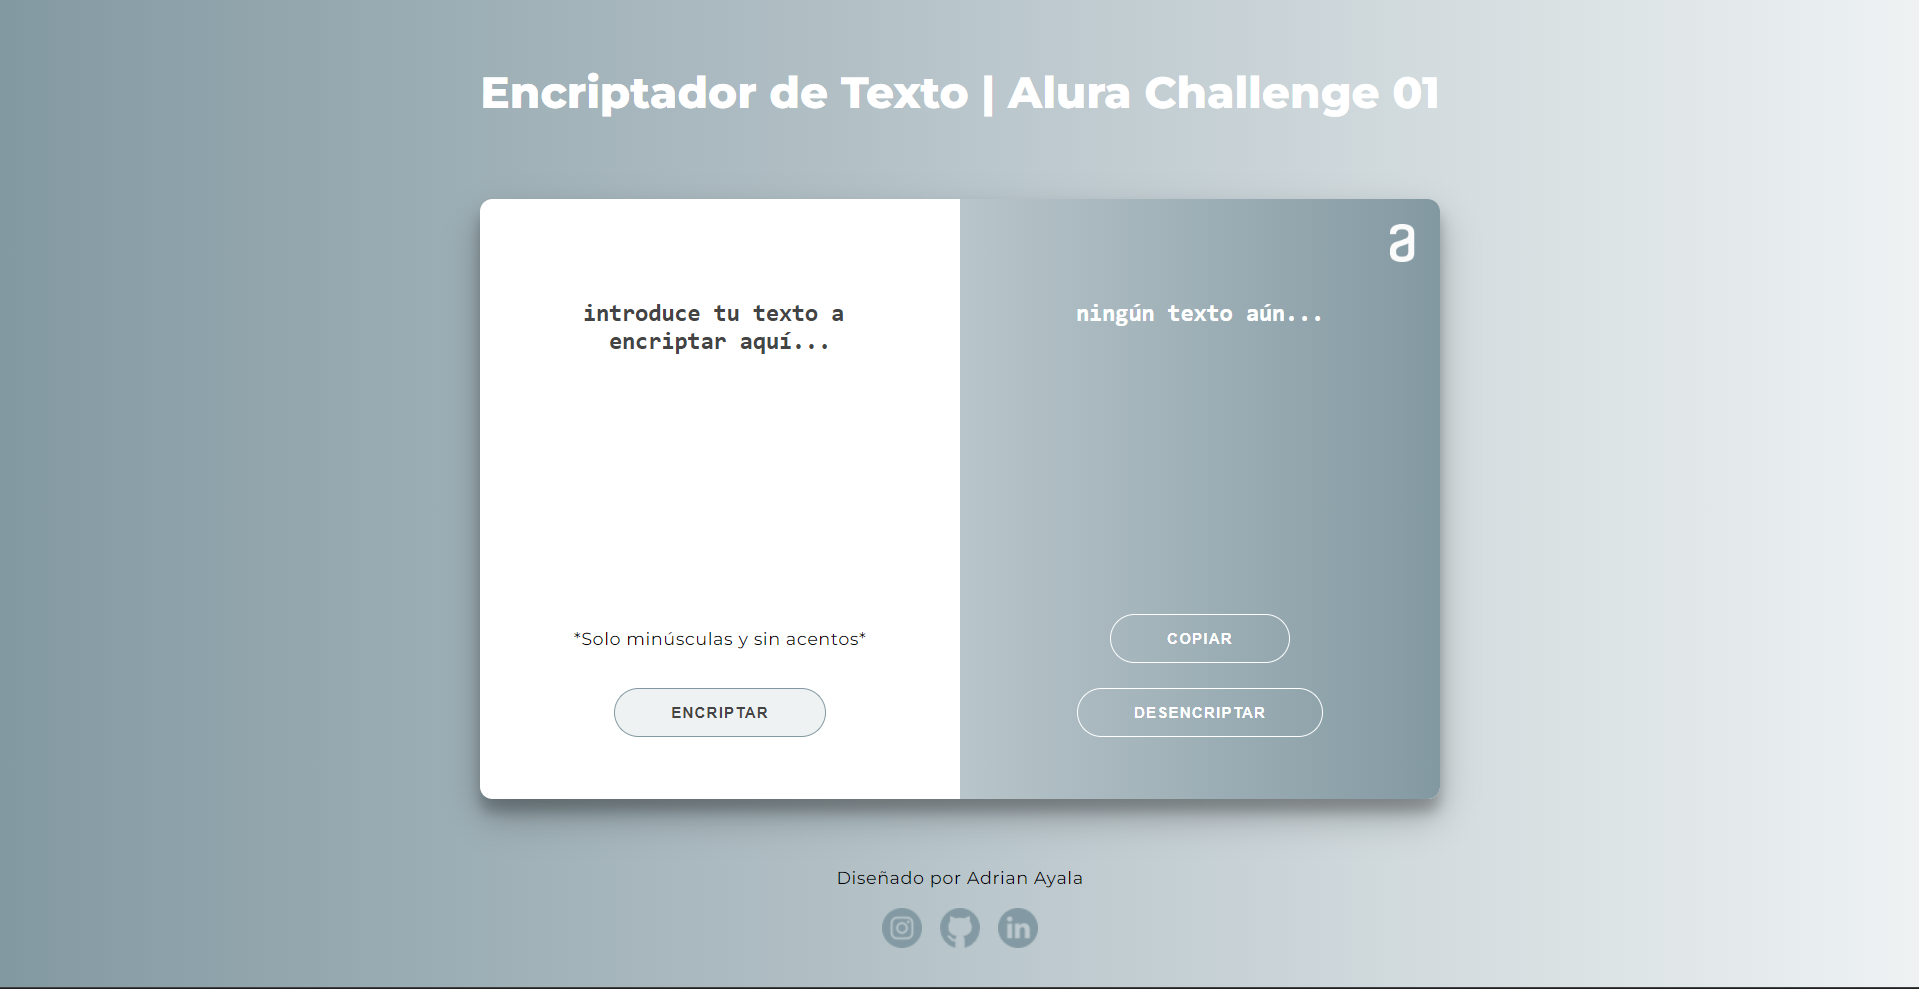 Encriptador de Texto | Alura Challenge 01
introduce tu texto a
encriptar aquí...
*Solo minúsculas y sin acentos*
ENCRIPTAR
a
ningún texto aún...
COPIAR
DESENCRIPTAR
Diseñado por Adrian Ayala
in